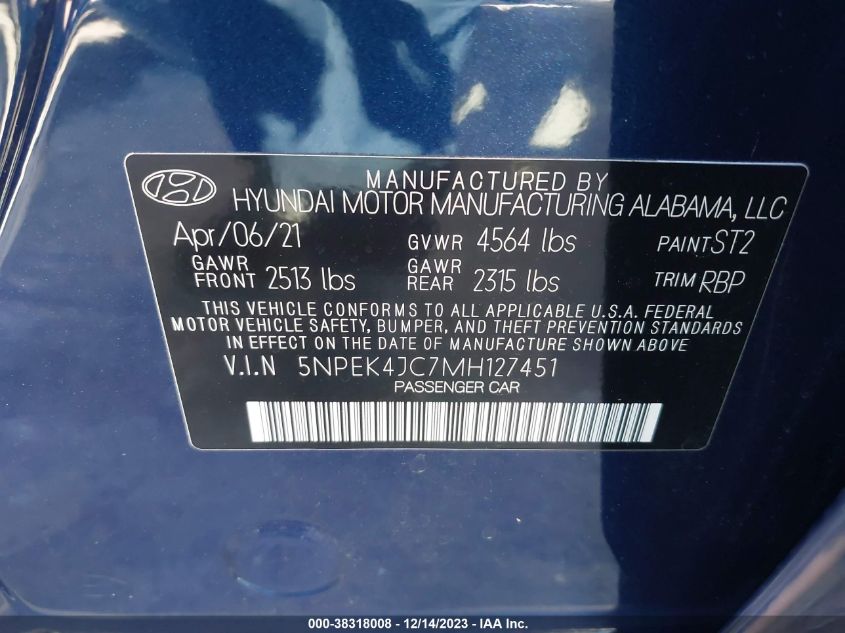 MANUFACTURED BY
HYUNDAI MOTOR MANUFACTURING ALABAMA, LLC
Apr/06/21 GVWR 4564 lbs PAINT ST2
GAWR FRONT 2513 lbs GAWR REAR 2315 lbs TRIM RBP
THIS VEHICLE CONFORMS TO ALL APPLICABLE U.S.A. FEDERAL
MOTOR VEHICLE SAFETY, BUMPER, AND THEFT PREVENTION STANDARDS
IN EFFECT ON THE DATE OF MANUFACTURE SHOWN ABOVE
V.I.N 5NPEK4JC7MH127451
PASSENGER CAR
000-38318008 - 12/14/2023 - IAA Inc.